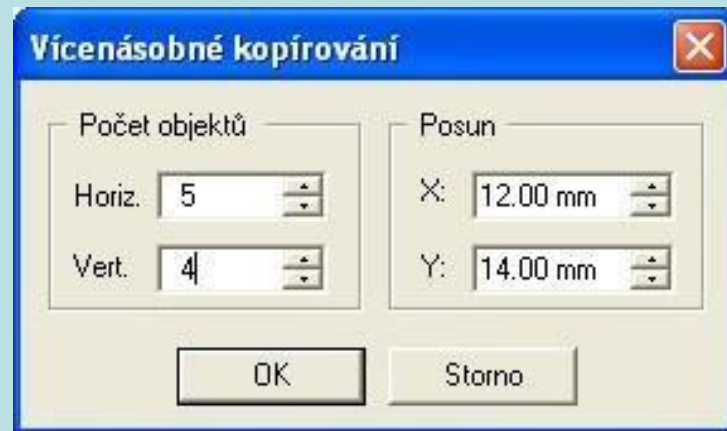 Vícenásobné kopírování
Počet objektů
Horiz. 5
Vert. 4
Posun
X: 12.00 mm
Y: 14.00 mm
OK
Storno